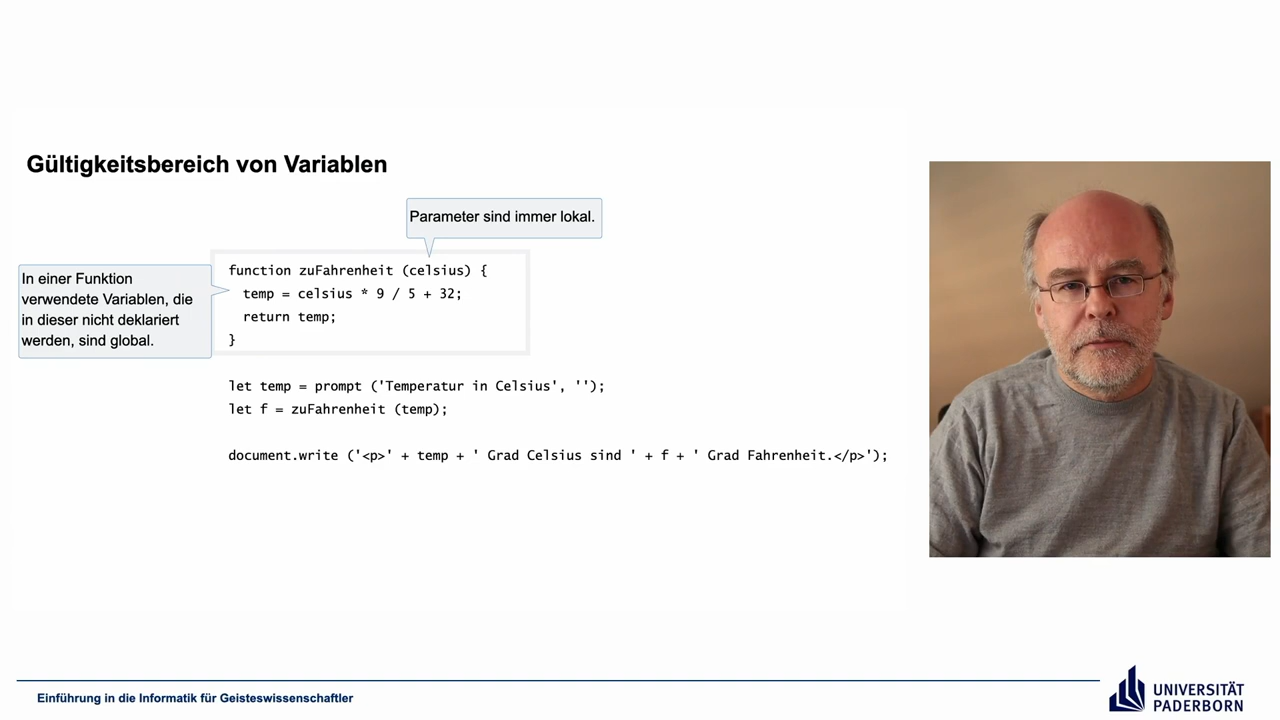 Gültigkeitsbereich von Variablen
Parameter sind immer lokal.
In einer Funktion
verwendete Variablen, die
in dieser nicht deklariert
werden, sind global.
function zuFahrenheit (celsius) {
temp = celsius * 9 / 5 + 32;
return temp;
}
let temp = prompt ('Temperatur in Celsius', '');
let f = zuFahrenheit (temp);
document.write ('<p>' + temp + ' Grad Celsius sind ' + f + ' Grad Fahrenheit.</p>');
Einführung in die Informatik für Geisteswissenschaftler
UNIVERSITÄT
PADERBORN